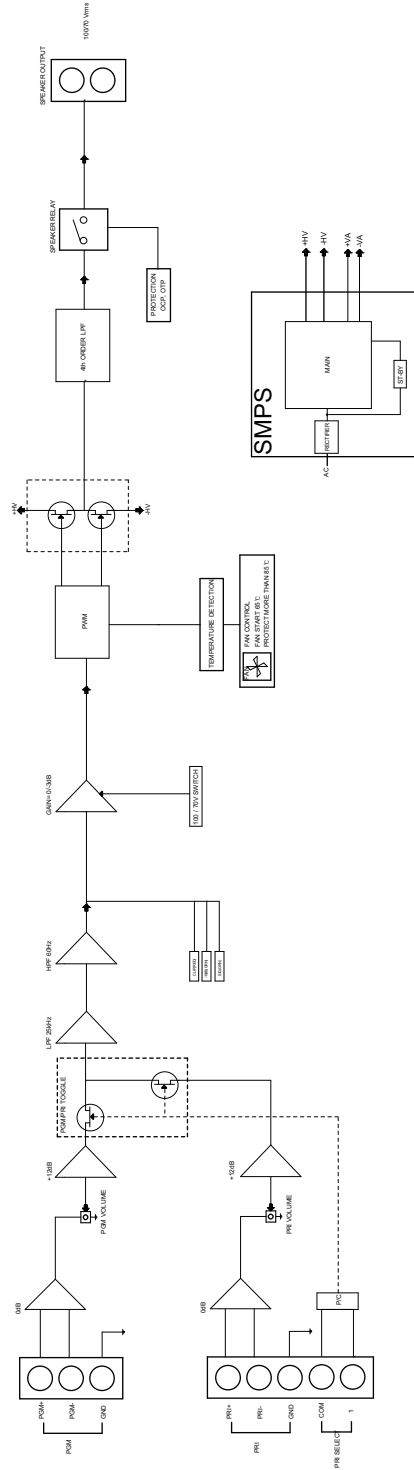 PGM+
PGM-
GND
PGM
0dB
PGM VOLUME
+12dB
PGM/PRI TOGGLE
LPF 25kHz
HPF 60Hz
GAIN= 0/-3dB
100 / 70V SWITCH
PWM
+HV
-HV
4th ORDER LPF
SPEAKER RELAY
PROTECTION
OCP, OTP
SPEAKER OUTPUT
100/70 Vrms
TEMPERATURE DETECTION
FAN
FAN CONTROL
FAN START 65℃
PROTECT MORE THAN 85℃
PRI+
PRI-
GND
COM
1
PRI
PRI SELECT
0dB
PRI VOLUME
+12dB
P/C
SMPS
AC
RECTIFIER
MAIN
ST-BY
+HV
-HV
+VA
-VA